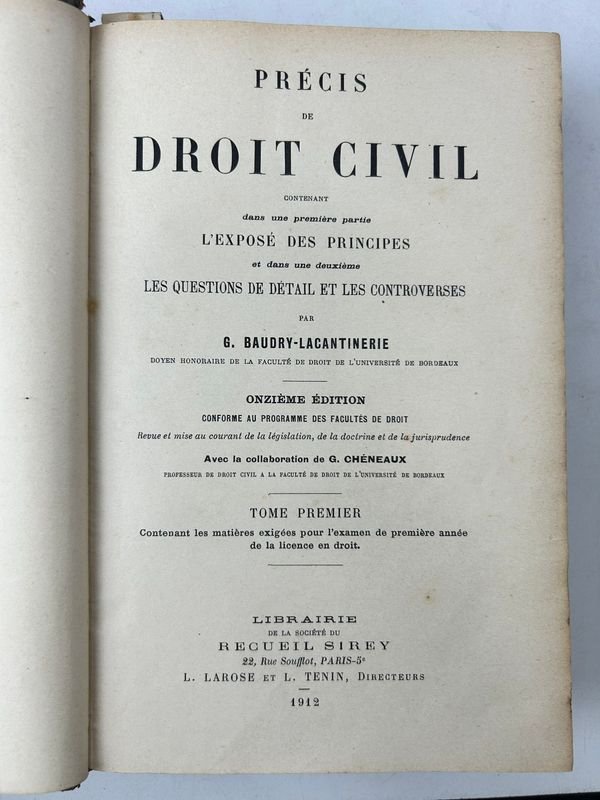 PRÉCIS
DE
DROIT CIVIL
CONTENANT
dans une première partie
L'EXPOSÉ DES PRINCIPES
et dans une deuxième
LES QUESTIONS DE DÉTAIL ET LES CONTROVERSES
PAR
G. BAUDRY-LACANTINERIE
DOYEN HONORAIRE DE LA FACULTÉ DE DROIT DE L'UNIVERSITÉ DE BORDEAUX
ONZIÈME ÉDITION
CONFORME AU PROGRAMME DES FACULTÉS DE DROIT
Revue et mise au courant de la législation, de la doctrine et de la jurisprudence
Avec la collaboration de G. CHÉNEAUX
PROFESSEUR DE DROIT CIVIL A LA FACULTÉ DE DROIT DE L'UNIVERSITÉ DE BORDEAUX
TOME PREMIER
Contenant les matières exigées pour l'examen de première année
de la licence en droit.
LIBRAIRIE
DE LA SOCIÉTÉ DU
RECUEIL SIREY
22, Rue Soufflot, PARIS-5e
L. LAROSE ET L. TENIN, DIRECTEURS
1912